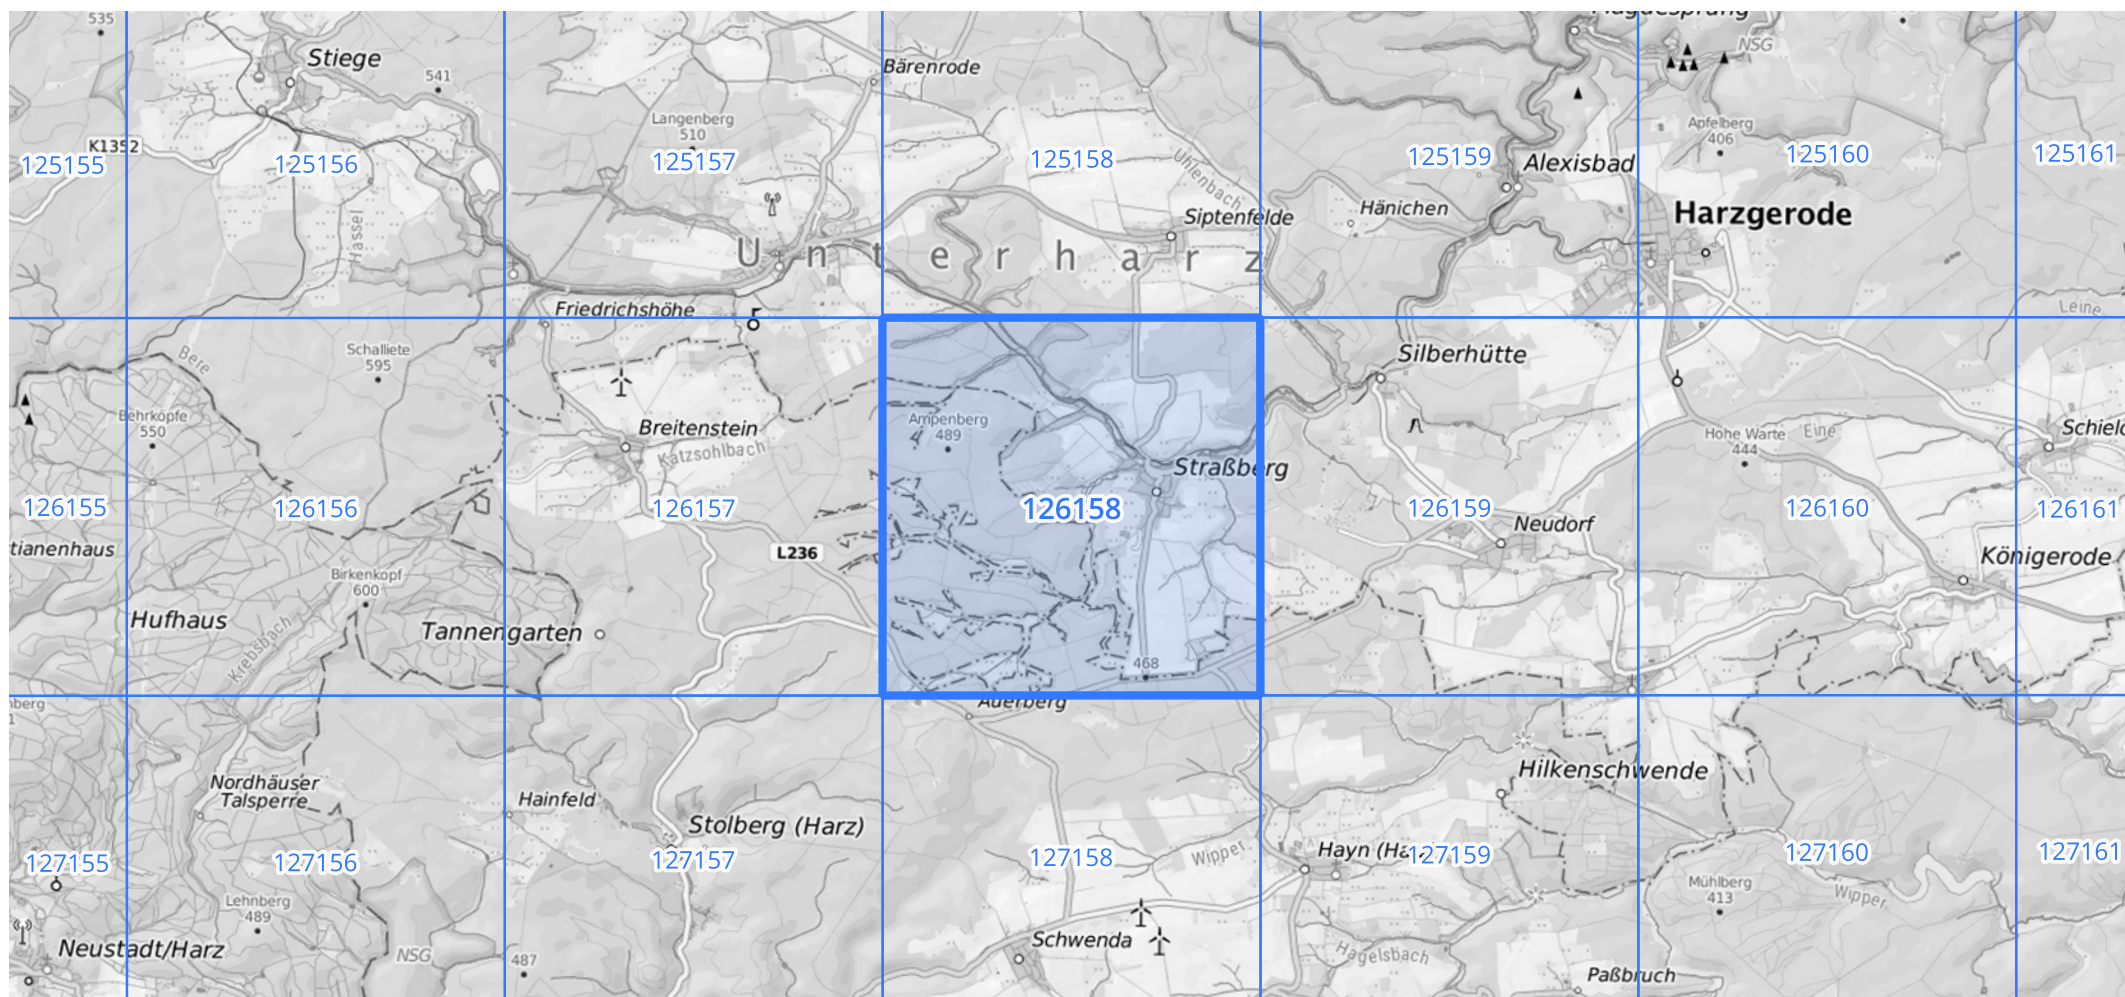 535
Stiege
541
Bärenrode
NSG
Langenberg
510
Apfelberg
406
K1352
125155
125156
125157
125158
125159
125160
125161
Alexisbad
Uhlenbach
Hassel
Siptenfelde
Hänichen
Harzgerode
Unterharz
Friedrichshöhe
Leine
Bere
Schalliete
595
Silberhütte
Behrköpfe
550
Ampenberg
489
Breitenstein
Katzsohlbach
Hohe Warte
444
Eine
Schield
Straßberg
126155
126156
126157
126158
126159
126160
126161
Neudorf
tianenhaus
L236
Königerode
Birkenkopf
600
Hufhaus
Krebsbach
Tannengarten
468
nberg
Auerberg
Nordhäuser
Talsperre
Hainfeld
Hilkenschwende
Stolberg (Harz)
Wipper
Hayn (Ha
127155
127156
127157
127158
127159
127160
127161
Lehnberg
489
Mühlberg
413
Wipper
Neustadt/Harz
NSG
487
Schwenda
Hagelsbach
Paßbruch